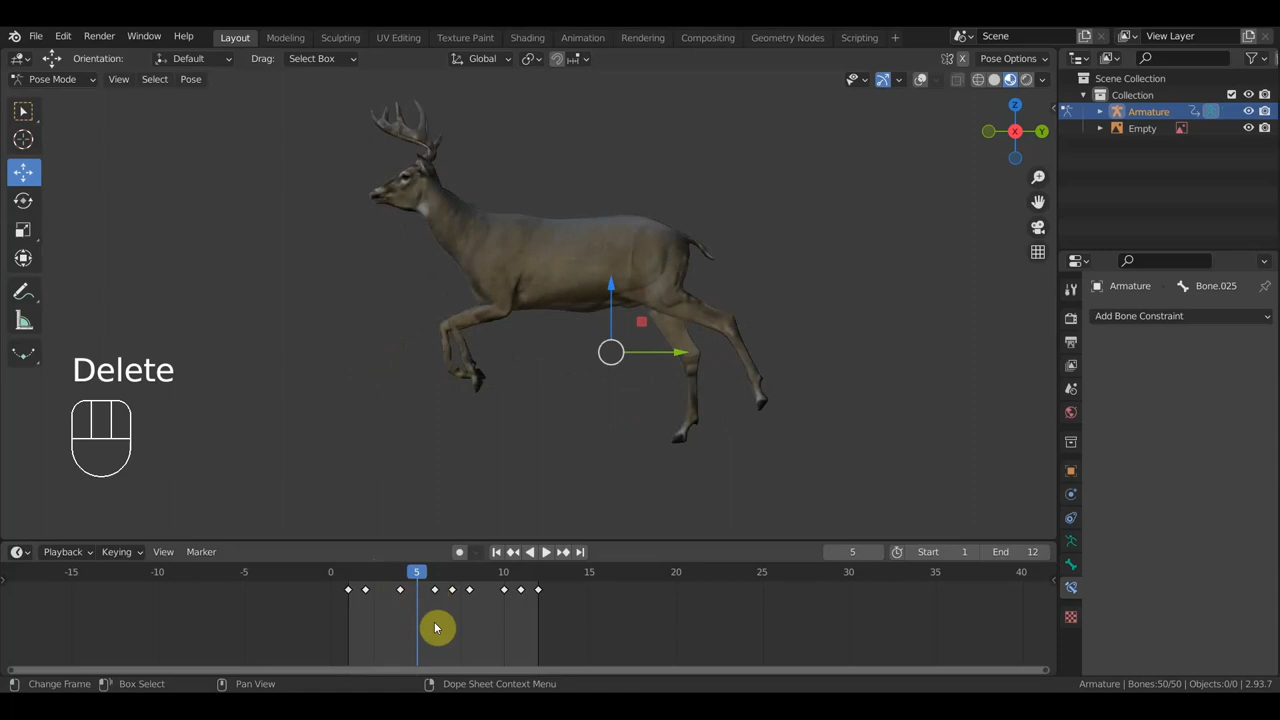 File Edit Render Window Help Layout Modeling Sculpting UV Editing Texture Paint Shading Animation Rendering Compositing Geometry Nodes Scripting + Scene View Layer
Orientation: Default Drag: Select Box Global X Pose Options
Pose Mode View Select Pose
Scene Collection
Collection
Armature
Empty
Z
X
Y
Armature Bone.025
Add Bone Constraint
Delete
Playback Keying View Marker 5 Start 1 End 12
-15 -10 -5 0 5 10 15 20 25 30 35 40
Change Frame Box Select Pan View Dope Sheet Context Menu Armature | Bones:50/50 | Objects:0/0 | 2.93.7